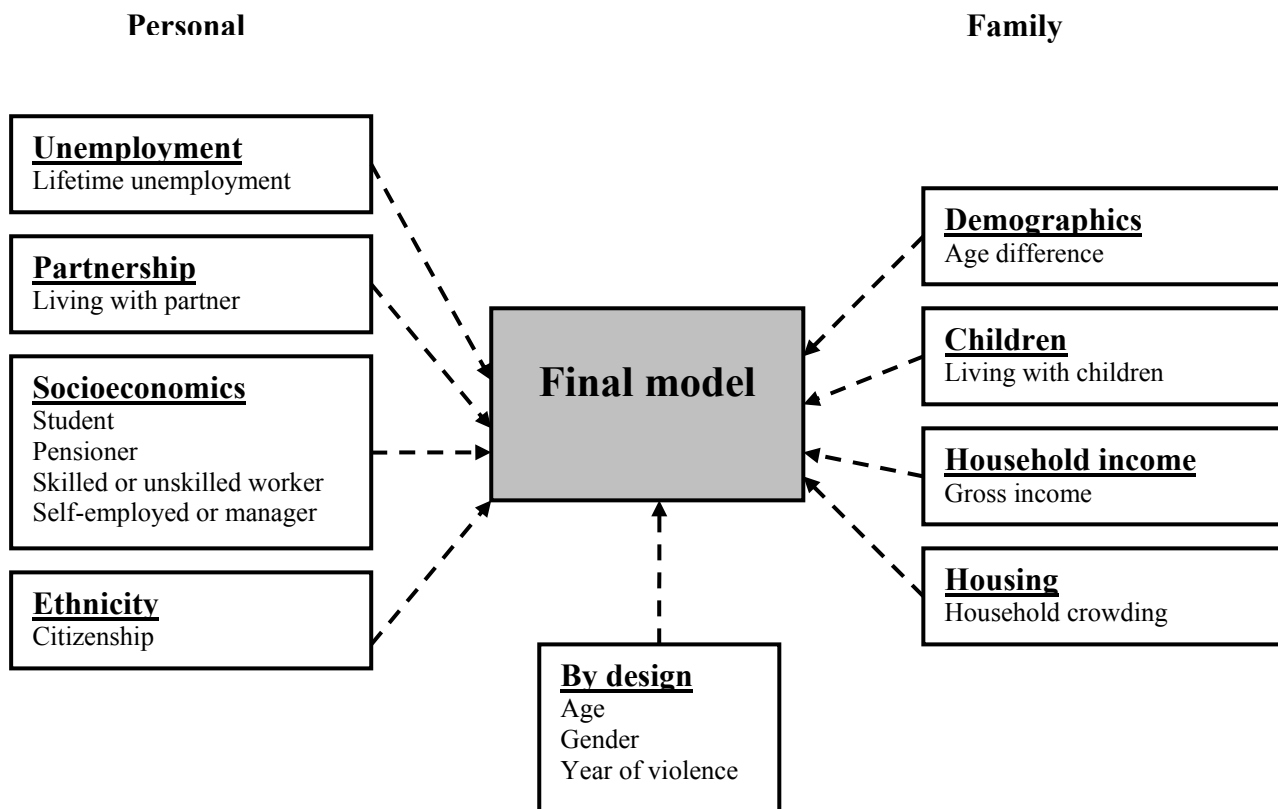 Personal
Family
Unemployment
Lifetime unemployment
Partnership
Living with partner
Socioeconomics
Student
Pensioner
Skilled or unskilled worker
Self-employed or manager
Ethnicity
Citizenship
Final model
By design
Age
Gender
Year of violence
Demographics
Age difference
Children
Living with children
Household income
Gross income
Housing
Household crowding